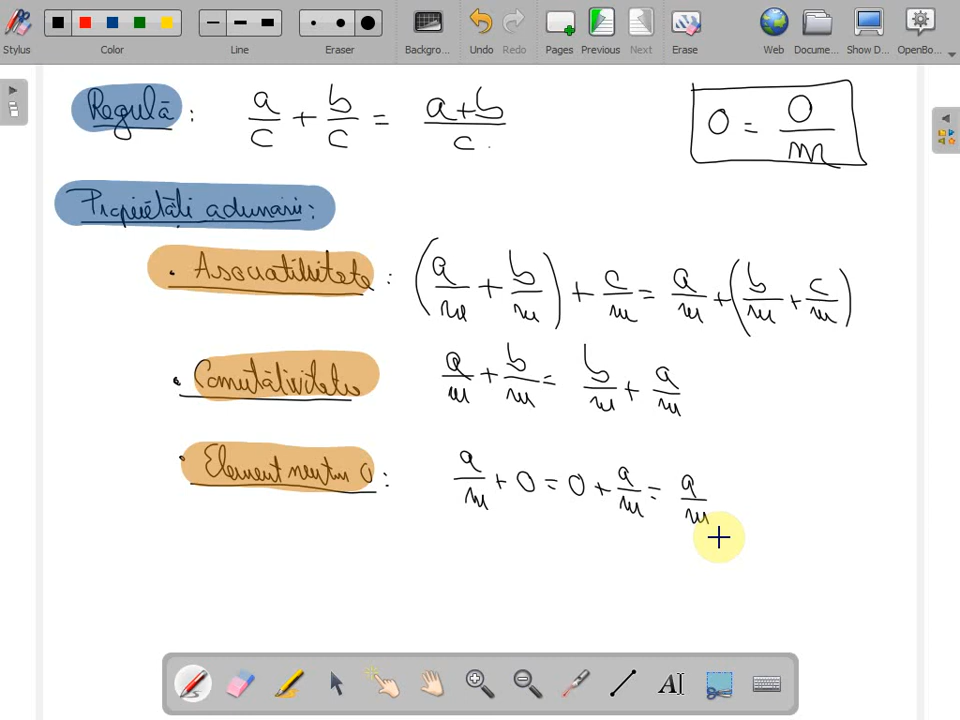 Stylus Color Line Eraser Backgro... Undo Redo Pages Previous Next Erase Web Docume... Show D... OpenBo...
Regulă: a/c + b/c = (a+b)/c 0 = 0/m
Proprietăți adunării:
• Asociativitate: (a/m + b/m) + c/m = a/m + (b/m + c/m)
• Comutativitate a/m + b/m = b/m + a/m
• Element neutru 0: a/m + 0 = 0 + a/m = a/m